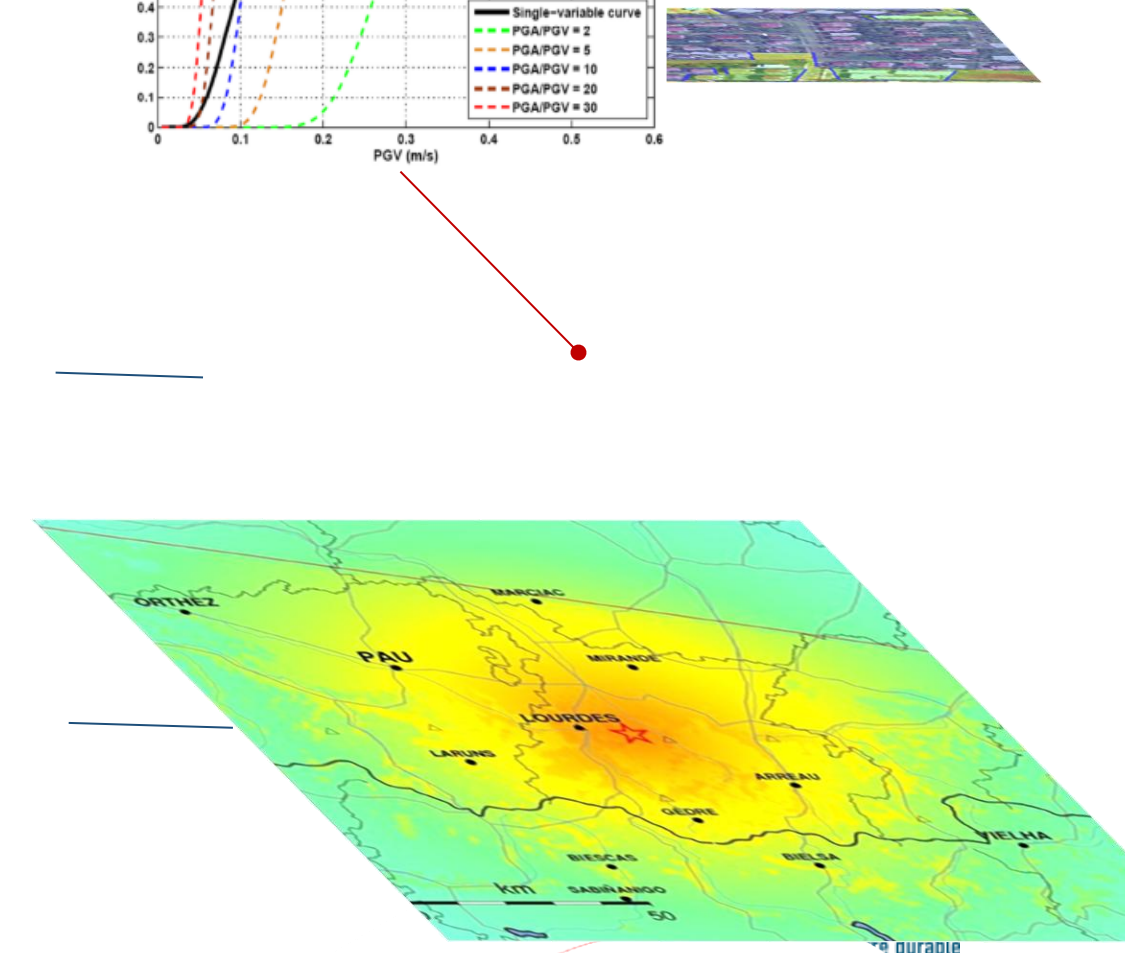 0.4
Single-variable curve
0.3
PGA/PGV = 2
PGA/PGV = 5
0.2
PGA/PGV = 10
0.1
PGA/PGV = 20
PGA/PGV = 30
0
0 0.1 0.2 0.3 0.4 0.5 0.6
PGV (m/s)
MARCIAC
ORTHEZ
PAU
MIRANDE
LOURDES
LARUNS
ARREAU
GÈDRE
VIELHA
BIESCAS
BIELSA
km
SABIÑANIGO
50
durable